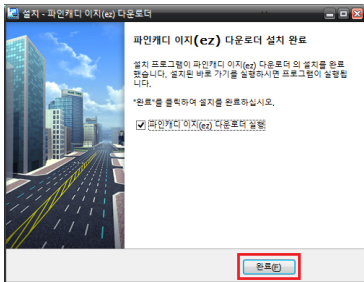 설치 - 파인캐디 이지(ez) 다운로더
파인캐디 이지(ez) 다운로더 설치 완료
설치 프로그램이 파인캐디 이지(ez) 다운로더 의 설치를 완료
했습니다. 설치된 바로 가기를 실행하시면 프로그램이 실행됩
니다.
"완료"를 클릭하여 설치를 완료하십시오.
파인캐디 이지(ez) 다운로더 실행
완료(F)